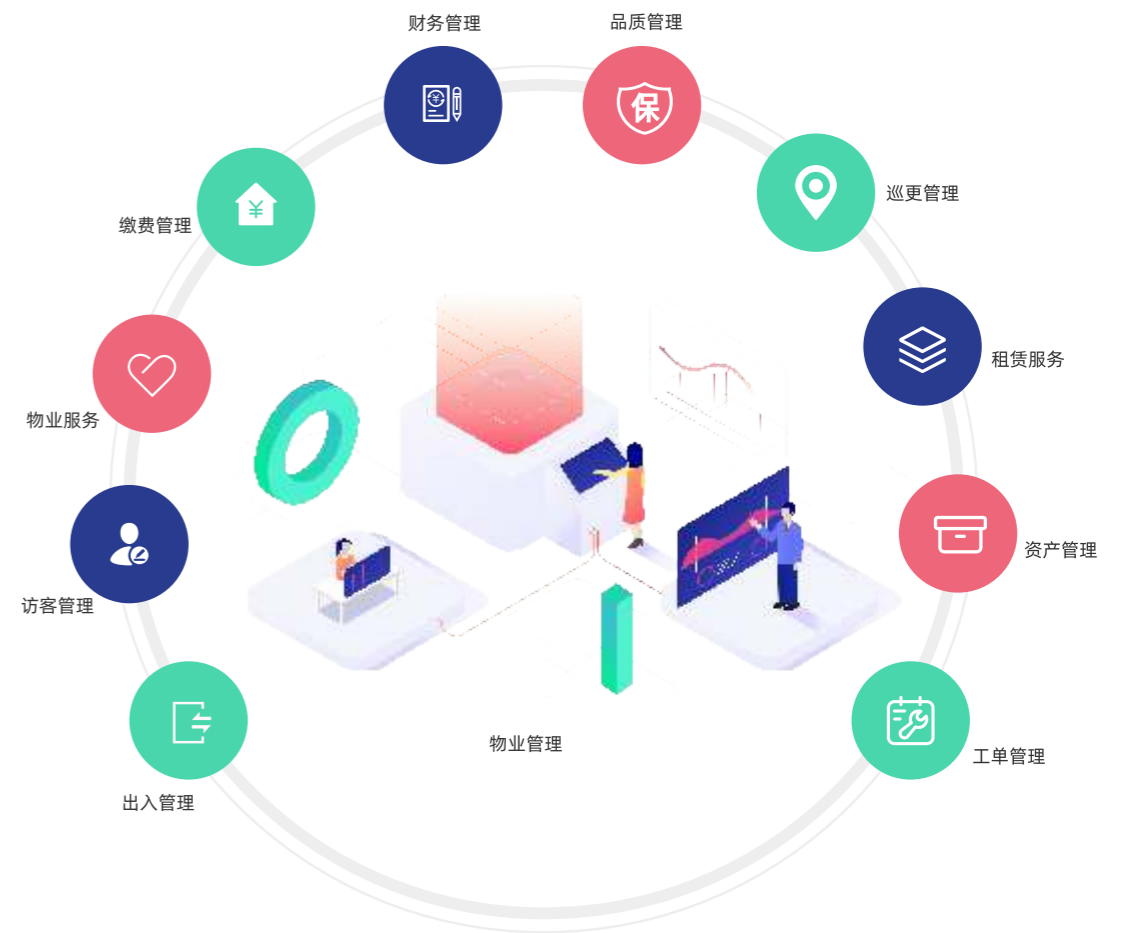 财务管理
品质管理
保
巡更管理
缴费管理
¥
租赁服务
物业服务
资产管理
访客管理
物业管理
工单管理
出入管理